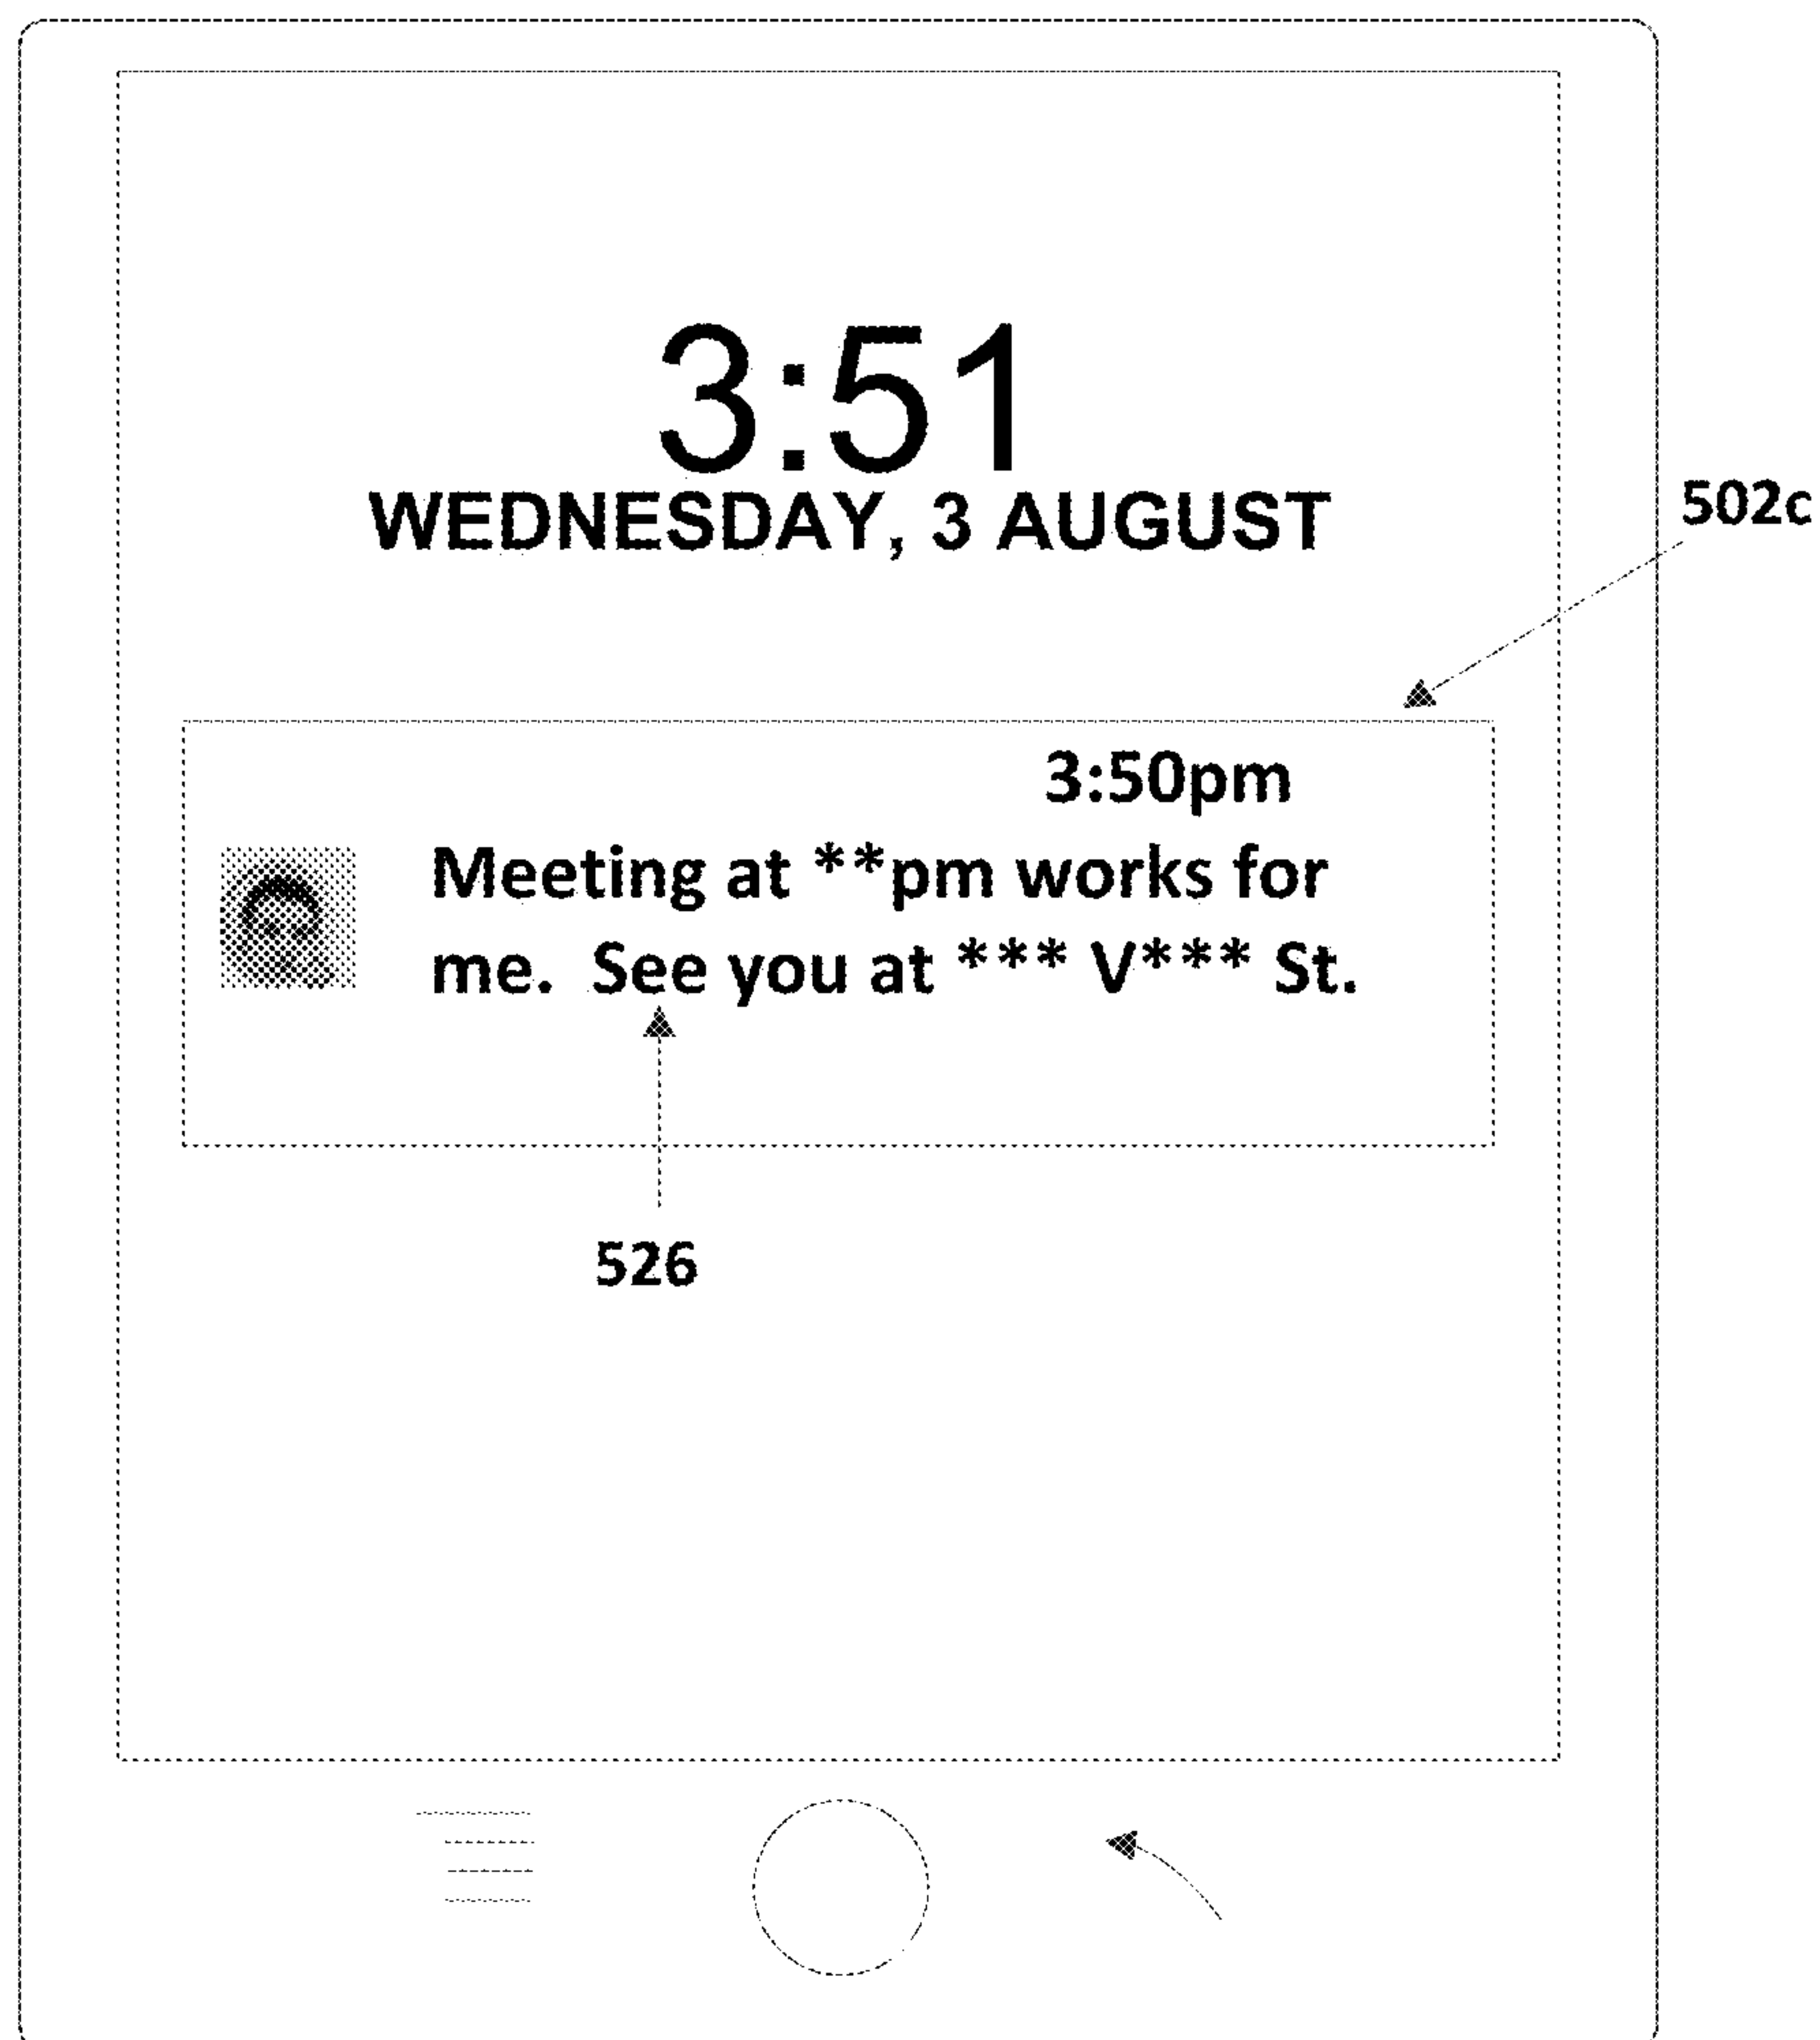 3:51
WEDNESDAY, 3 AUGUST
502c
3:50pm
Meeting at **pm works for
me.  See you at *** V*** St.
526